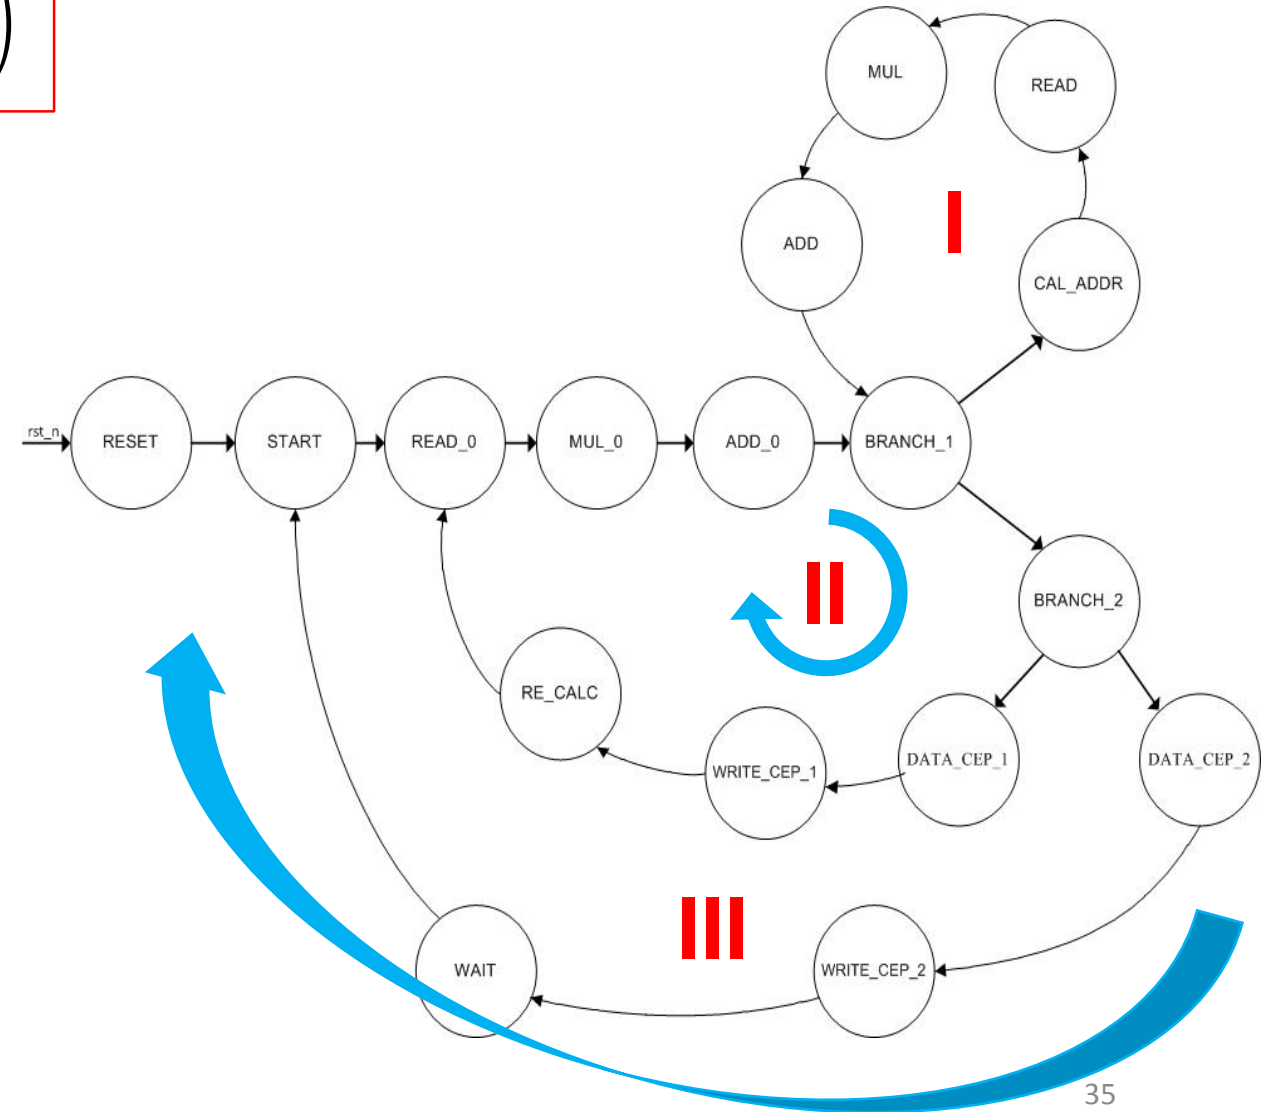 )
MUL
READ
ADD
I
CAL_ADDR
rst_n
RESET
START
READ_0
MUL_0
ADD_0
BRANCH_1
II
BRANCH_2
RE_CALC
WRITE_CEP_1
DATA_CEP_1
DATA_CEP_2
III
WAIT
WRITE_CEP_2
35